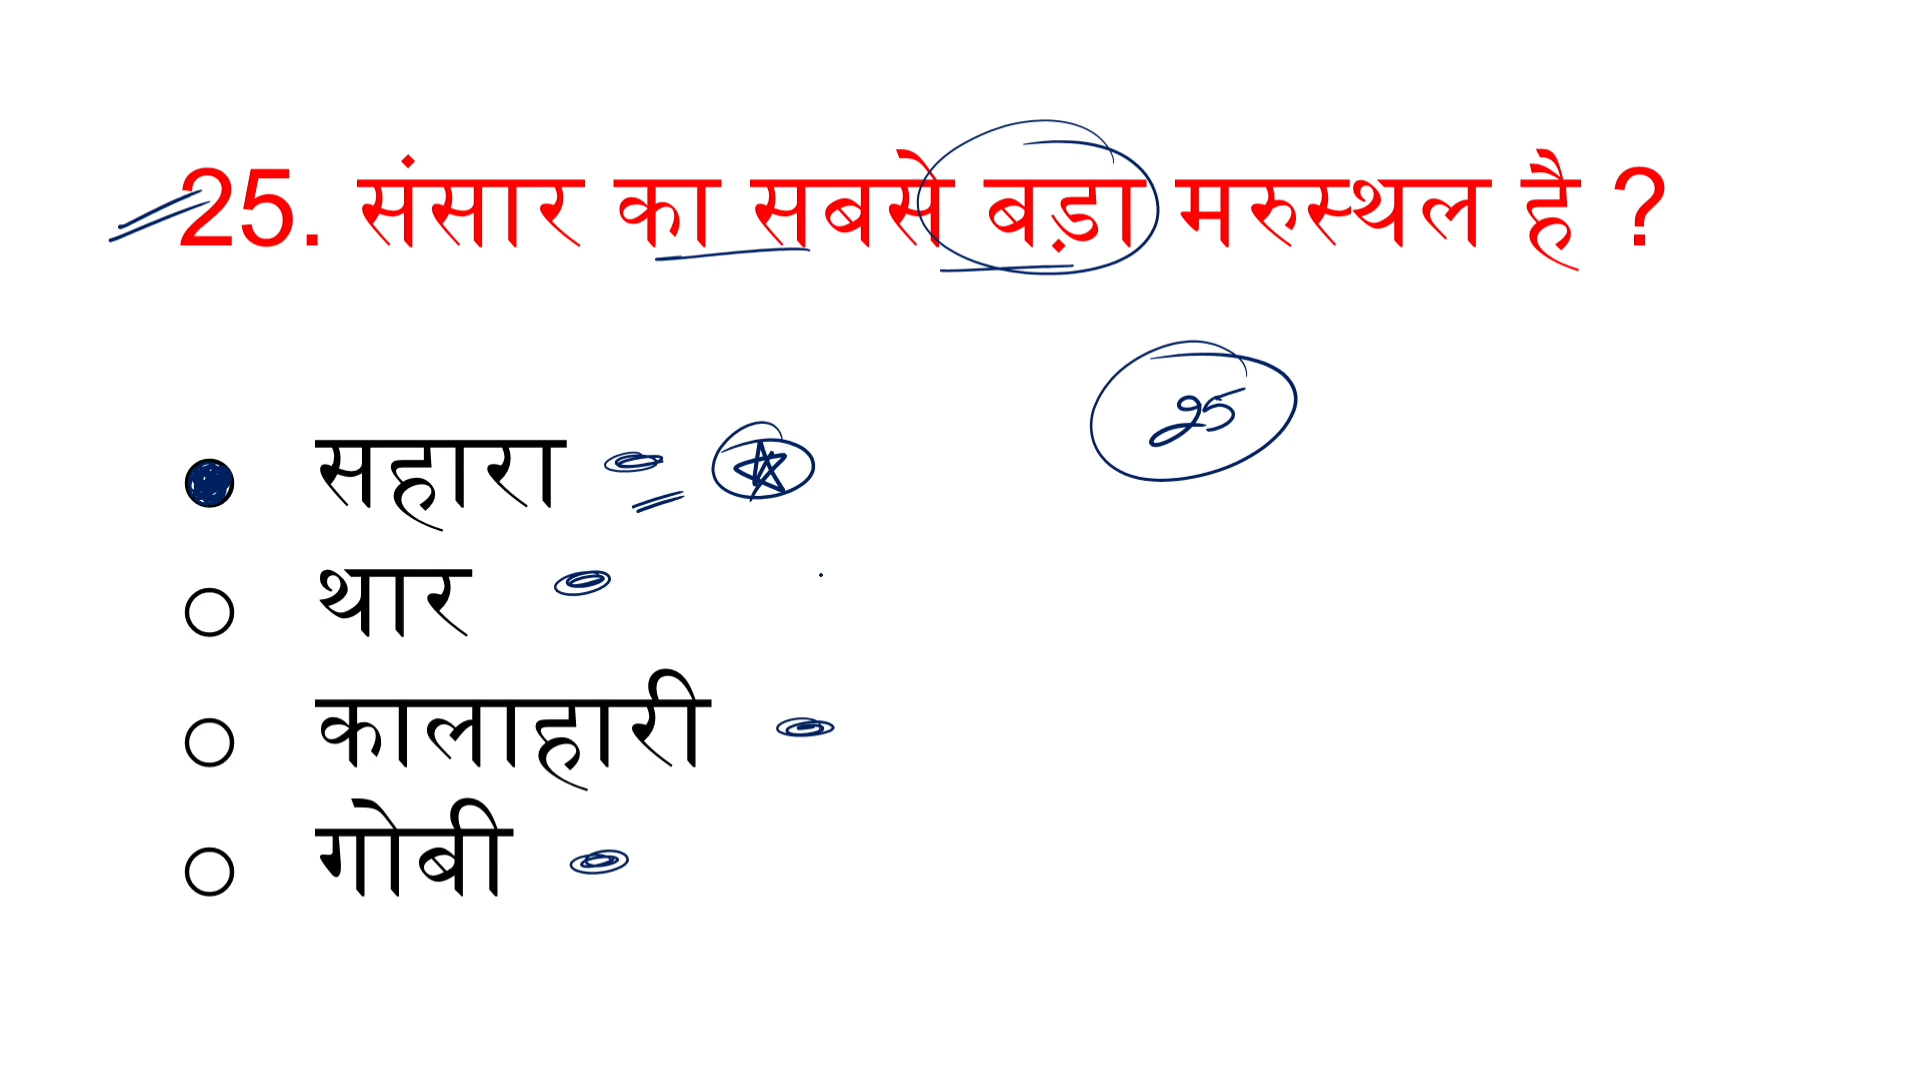 25. संसार का सबसे बड़ा मरुस्थल है ?
25
सहारा
थार
कालाहारी
गोबी